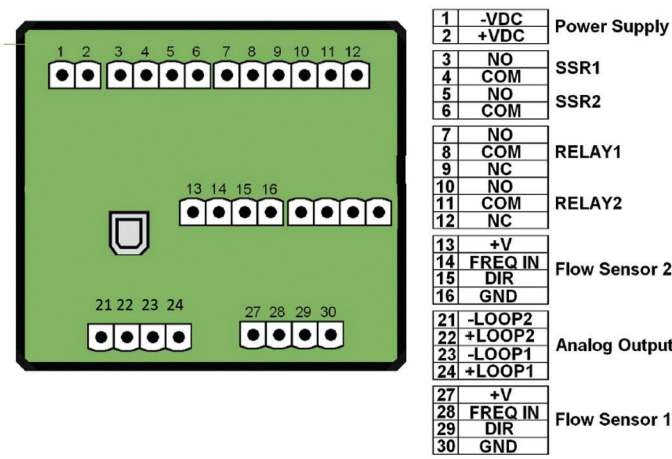 1 2 3 4 5 6 7 8 9 10 11 12
13 14 15 16
21 22 23 24
27 28 29 30
1 -VDC
2 +VDC
Power Supply
3 NO
4 COM
SSR1
5 NO
6 COM
SSR2
7 NO
8 COM
9 NC
RELAY1
10 NO
11 COM
12 NC
RELAY2
13 +V
14 FREQ IN
15 DIR
16 GND
Flow Sensor 2
21 -LOOP2
22 +LOOP2
23 -LOOP1
24 +LOOP1
Analog Output
27 +V
28 FREQ IN
29 DIR
30 GND
Flow Sensor 1